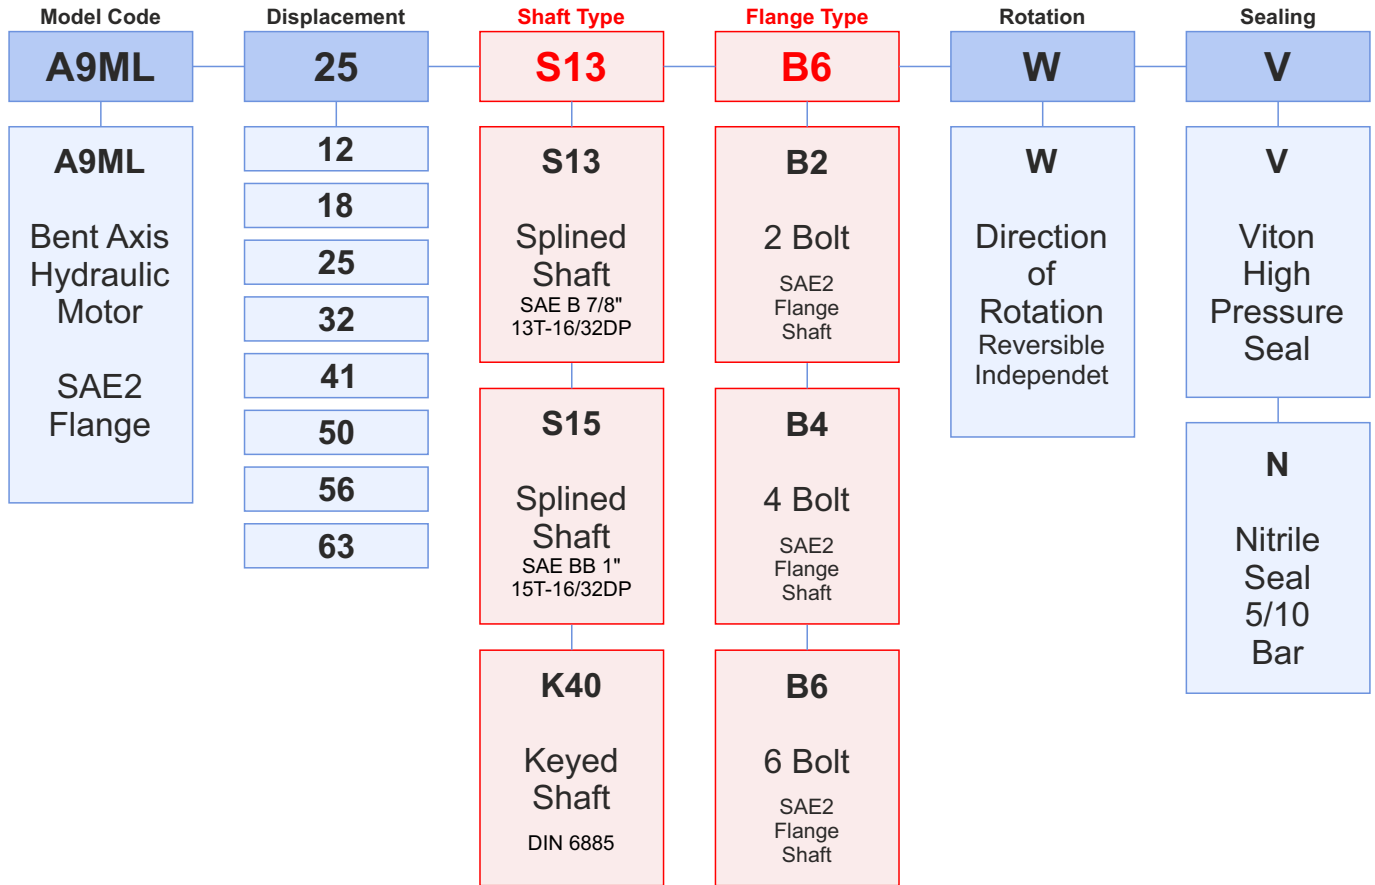 Model Code
Displacement
Shaft Type
Flange Type
Rotation
Sealing
A9ML
25
S13
B6
W
V
A9ML
Bent Axis
Hydraulic
Motor
SAE2
Flange
12
18
25
32
41
50
56
63
S13
Splined
Shaft
SAE B 7/8"
13T-16/32DP
S15
Splined
Shaft
SAE BB 1"
15T-16/32DP
K40
Keyed
Shaft
DIN 6885
B2
2 Bolt
SAE2
Flange
Shaft
B4
4 Bolt
SAE2
Flange
Shaft
B6
6 Bolt
SAE2
Flange
Shaft
W
Direction
of
Rotation
Reversible
Independet
V
Viton
High
Pressure
Seal
N
Nitrile
Seal
5/10
Bar